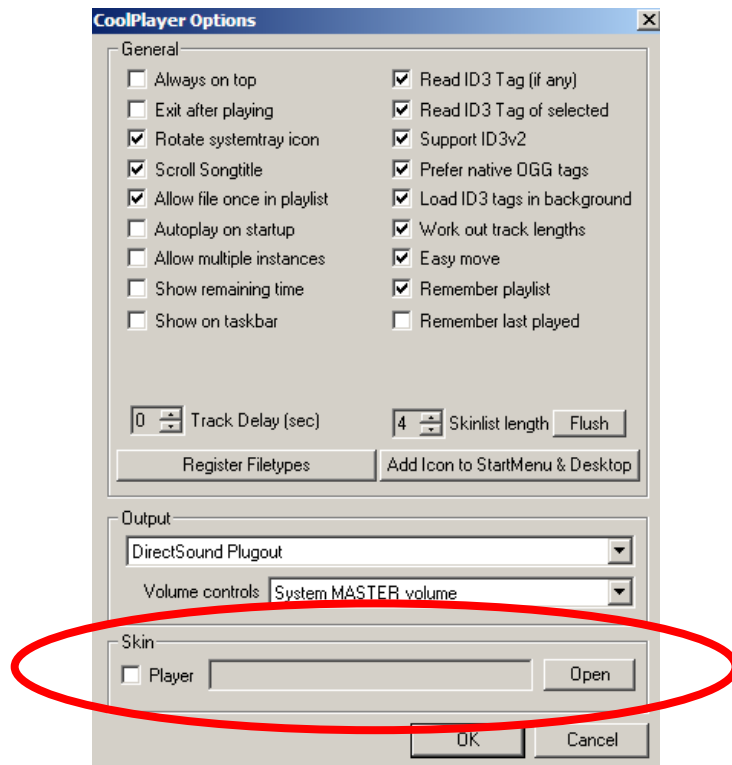 CoolPlayer Options
General
Always on top Read ID3 Tag (if any)
Exit after playing Read ID3 Tag of selected
Rotate systemtray icon Support ID3v2
Scroll Songtitle Prefer native OGG tags
Allow file once in playlist Load ID3 tags in background
Autoplay on startup Work out track lengths
Allow multiple instances Easy move
Show remaining time Remember playlist
Show on taskbar Remember last played
0 Track Delay (sec) 4 Skinlist length Flush
Register Filetypes Add Icon to StartMenu & Desktop
Output
DirectSound Plugout
Volume controls System MASTER volume
Skin
Player Open
OK Cancel